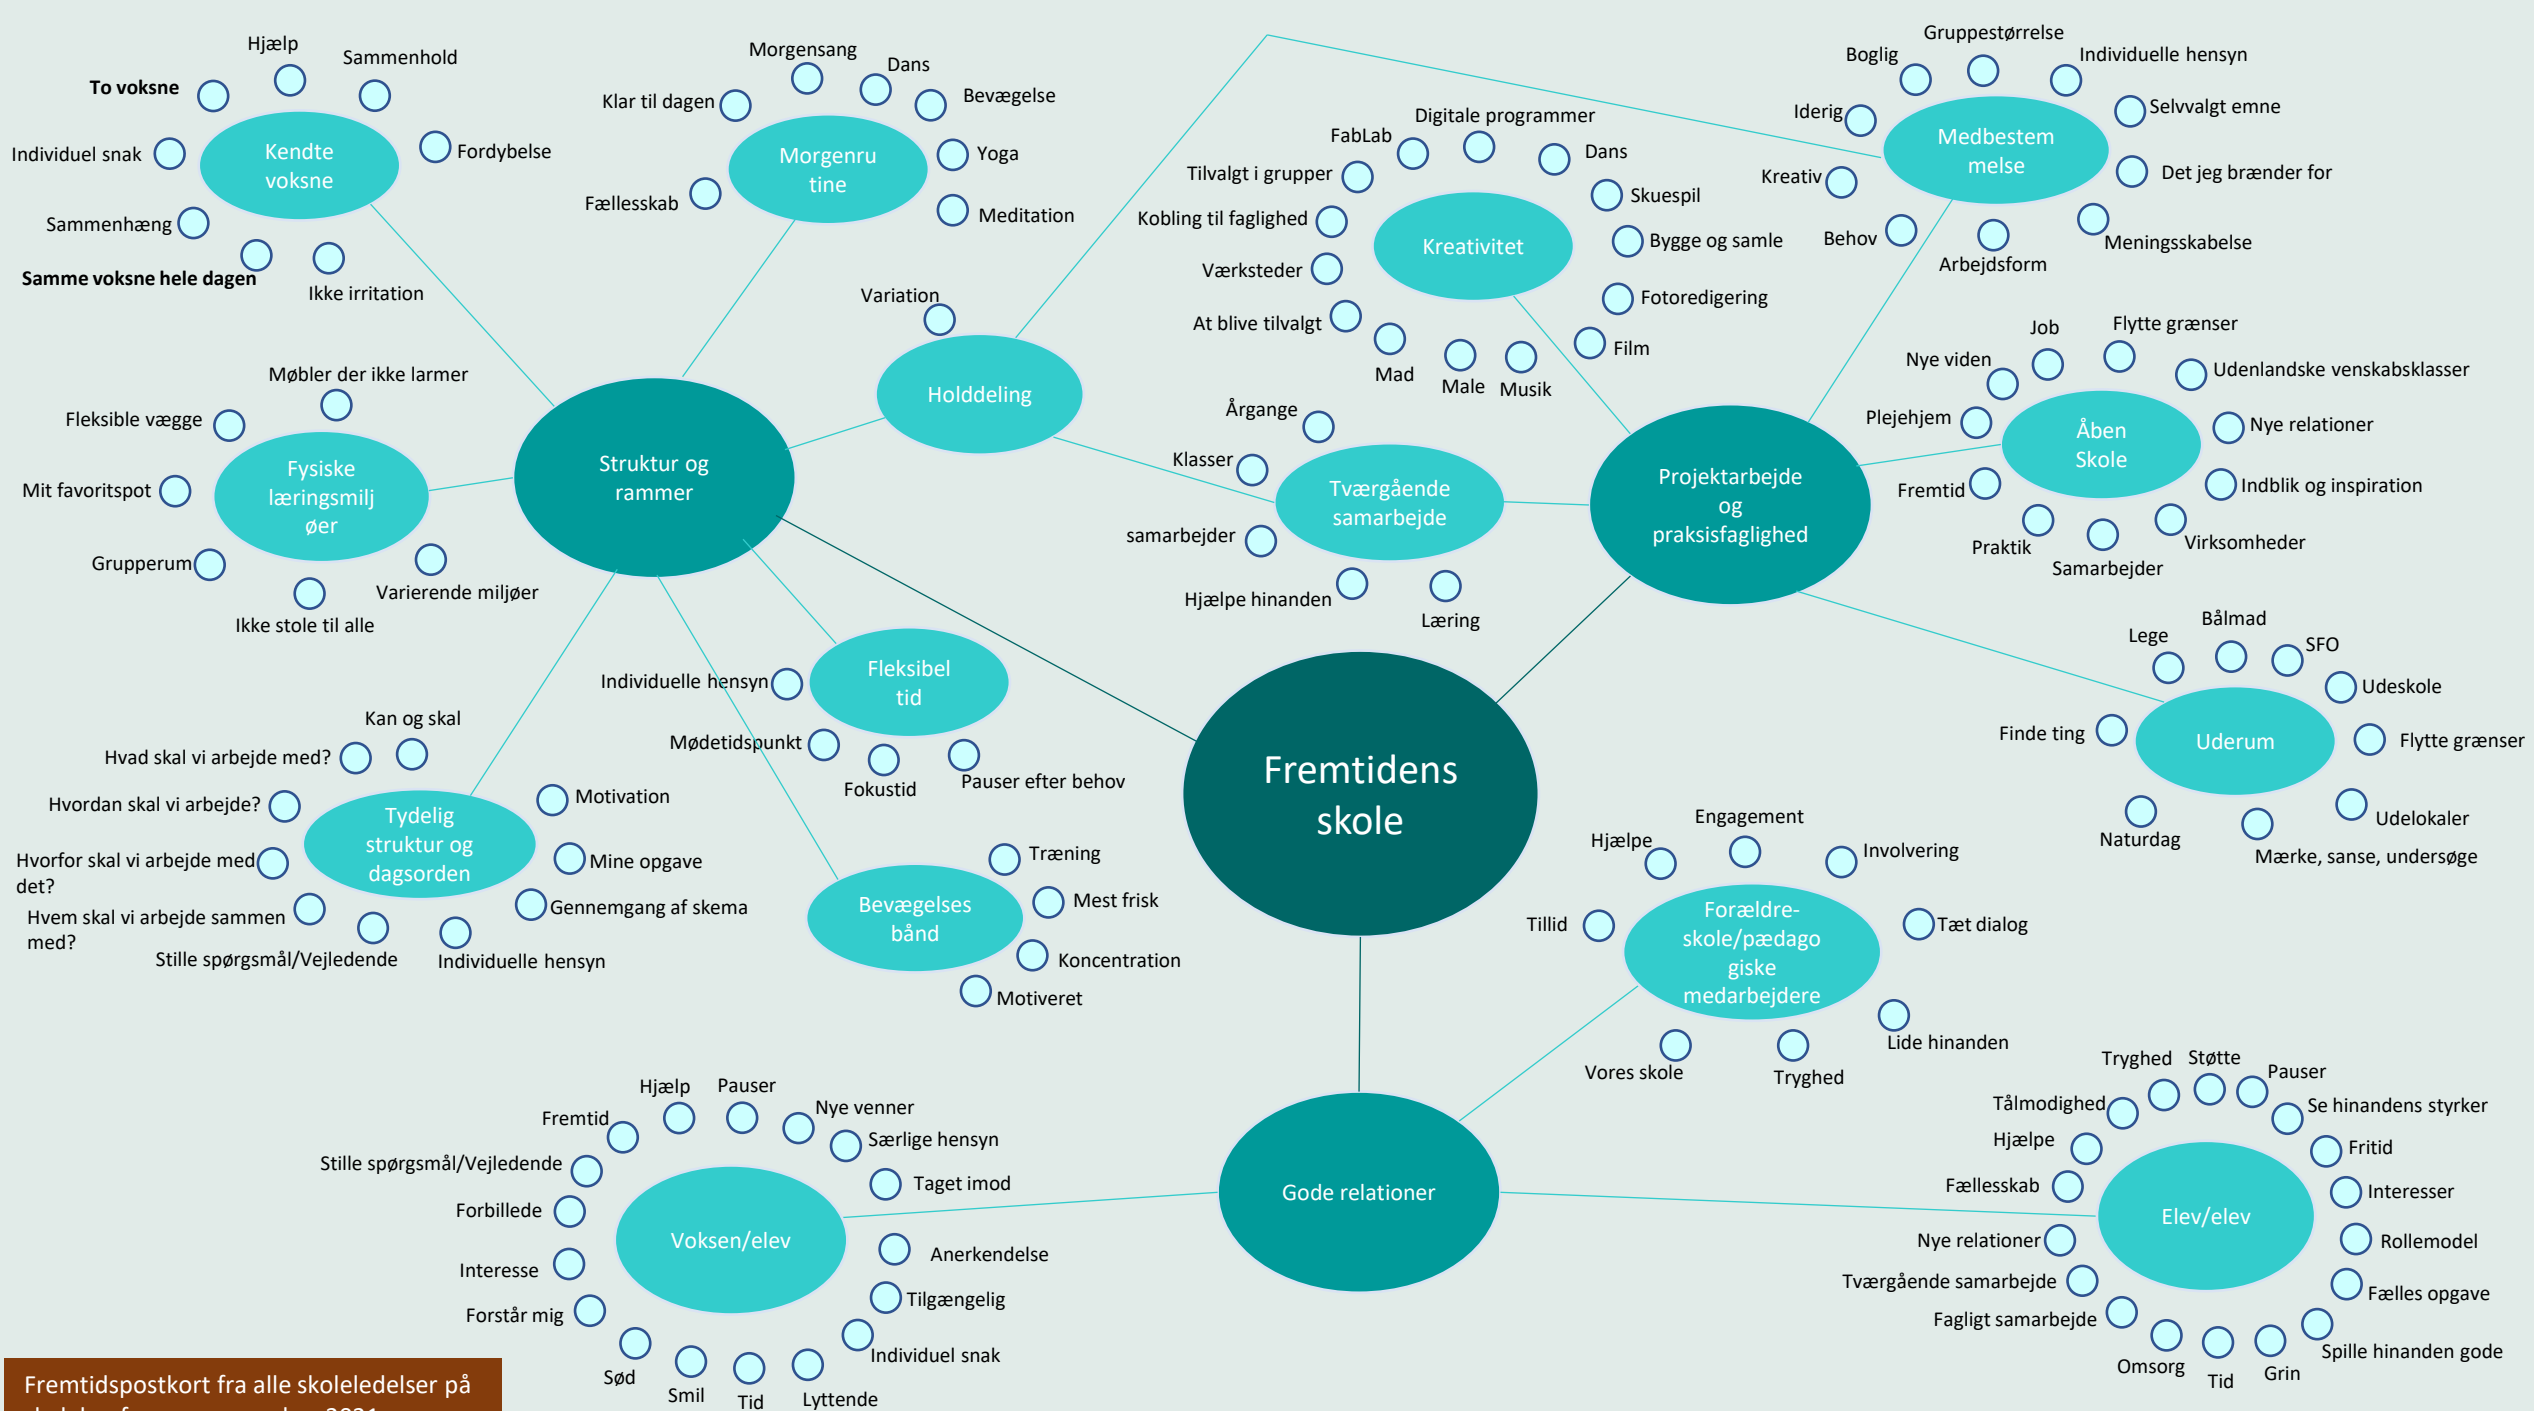 Hjælp
Sammenhold
To voksne
Individuel snak
Fordybelse
Kendte
voksne
Sammenhæng
Samme voksne hele dagen
Ikke irritation
Morgensang
Dans
Klar til dagen
Bevægelse
Yoga
Morgenru
tine
Fællesskab
Meditation
Variation
Holddeling
Digitale programmer
FabLab
Dans
Tilvalgt i grupper
Skuespil
Kobling til faglighed
Bygge og samle
Kreativitet
Værksteder
Fotoredigering
At blive tilvalgt
Film
Mad
Male
Musik
Gruppestørrelse
Boglig
Individuelle hensyn
Iderig
Selvvalgt emne
Medbestem
melse
Kreativ
Det jeg brænder for
Behov
Meningsskabelse
Arbejdsform
Møbler der ikke larmer
Fleksible vægge
Fysiske
læringsmilj
øer
Mit favoritspot
Grupperum
Varierende miljøer
Ikke stole til alle
Struktur og
rammer
Årgange
Klasser
Tværgående
samarbejde
samarbejder
Hjælpe hinanden
Læring
Projektarbejde
og
praksisfaglighed
Job
Flytte grænser
Nye viden
Udenlandske venskabsklasser
Plejehjem
Nye relationer
Åben
Skole
Fremtid
Indblik og inspiration
Praktik
Virksomheder
Samarbejder
Individuelle hensyn
Fleksibel
tid
Mødetidspunkt
Fokustid
Pauser efter behov
Kan og skal
Hvad skal vi arbejde med?
Hvordan skal vi arbejde?
Motivation
Tydelig
struktur og
dagsorden
Hvorfor skal vi arbejde med
det?
Mine opgave
Hvem skal vi arbejde sammen
med?
Gennemgang af skema
Stille spørgsmål/Vejledende
Individuelle hensyn
Træning
Mest frisk
Bevægelses
bånd
Koncentration
Motiveret
Fremtidens
skole
Bålmad
Lege
SFO
Udeskole
Finde ting
Uderum
Flytte grænser
Udelokaler
Naturdag
Mærke, sanse, undersøge
Engagement
Hjælpe
Involvering
Tillid
Tæt dialog
Forældre-
skole/pædago
giske
medarbejdere
Lide hinanden
Vores skole
Tryghed
Hjælp
Pauser
Nye venner
Fremtid
Særlige hensyn
Stille spørgsmål/Vejledende
Taget imod
Forbillede
Voksen/elev
Anerkendelse
Interesse
Tilgængelig
Forstår mig
Individuel snak
Sød
Smil
Tid
Lyttende
Gode relationer
Tryghed
Støtte
Pauser
Tålmodighed
Se hinandens styrker
Hjælpe
Fritid
Fællesskab
Interesser
Elev/elev
Nye relationer
Rollemodel
Tværgående samarbejde
Fælles opgave
Fagligt samarbejde
Spille hinanden gode
Omsorg
Tid
Grin
Fremtidspostkort fra alle skoleledelser på